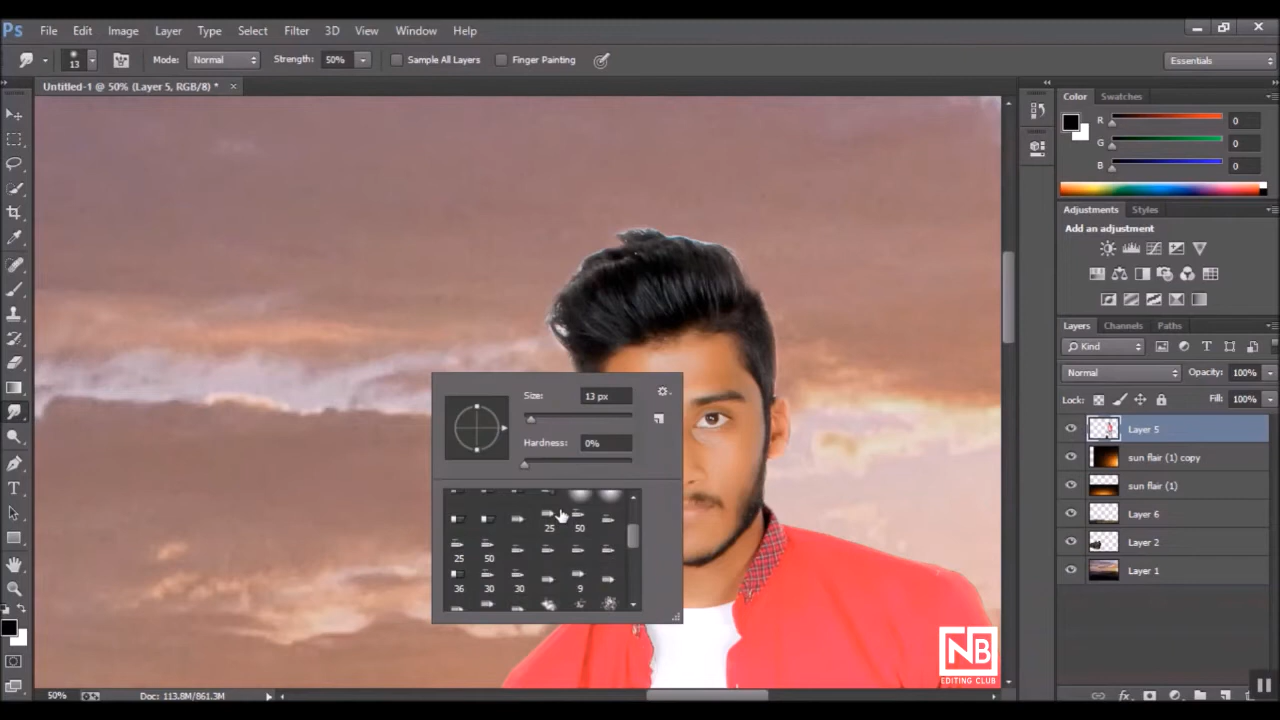 Ps File Edit Image Layer Type Select Filter 3D View Window Help
13 Mode: Normal Strength: 50% Sample All Layers Finger Painting Essentials
Untitled-1 @ 50% (Layer 5, RGB/8) *
Color Swatches
R 0
G 0
B 0
Adjustments Styles
Add an adjustment
Layers Channels Paths
Kind
Normal Opacity: 100%
Lock: Fill: 100%
Layer 5
sun flair (1) copy
sun flair (1)
Layer 6
Layer 2
Layer 1
Size: 13 px
Hardness: 0%
25 50
25 50
36 30 30 9
NB
EDITING CLUB
50% Doc: 113.8M/861.3M